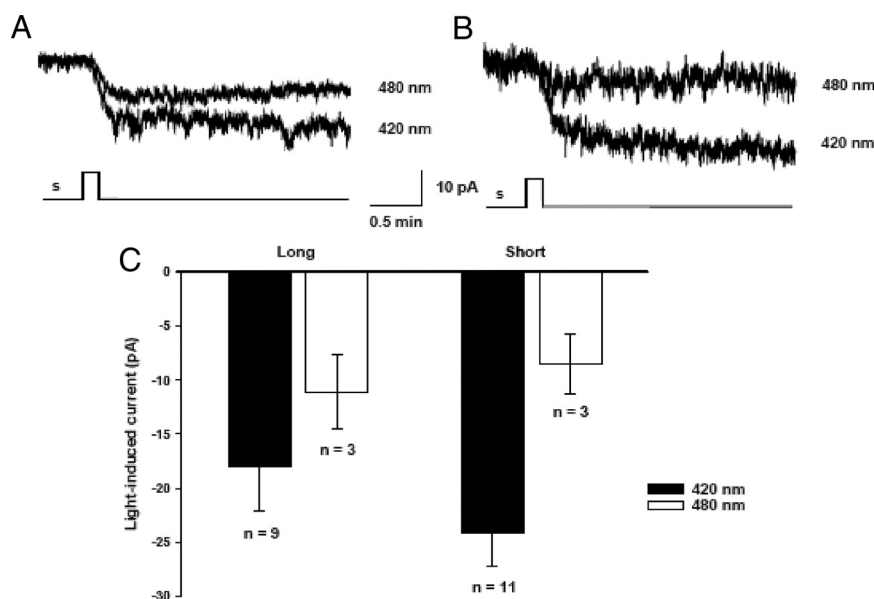 A
480 nm
420 nm
s
10 pA
0.5 min
B
480 nm
420 nm
s
C
Long
Short
0
-5
-10
-15
-20
-25
-30
Light-induced current (pA)
n = 9
n = 3
n = 11
n = 3
420 nm
480 nm